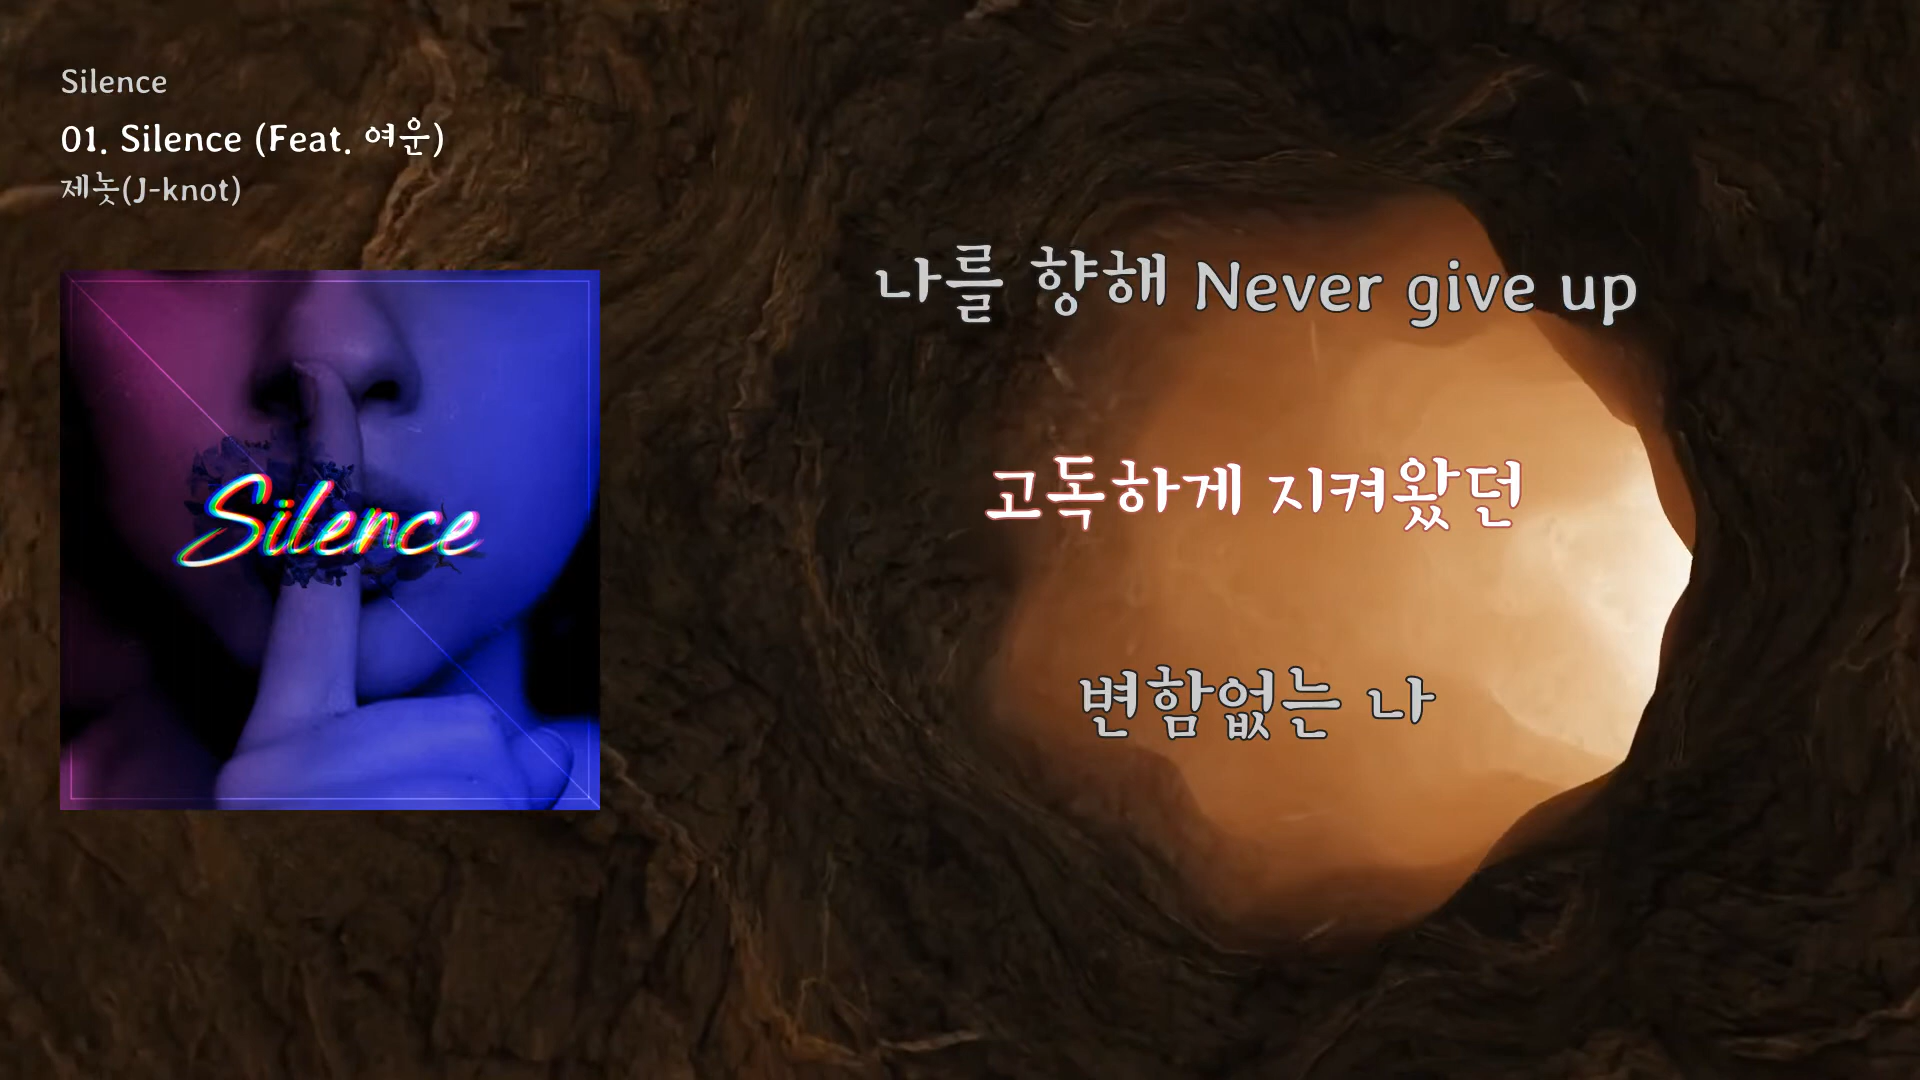 Silence
01. Silence (Feat. 여운)
제놋(J-knot)
Silence
나를 향해 Never give up
고독하게 지켜왔던
변함없는 나